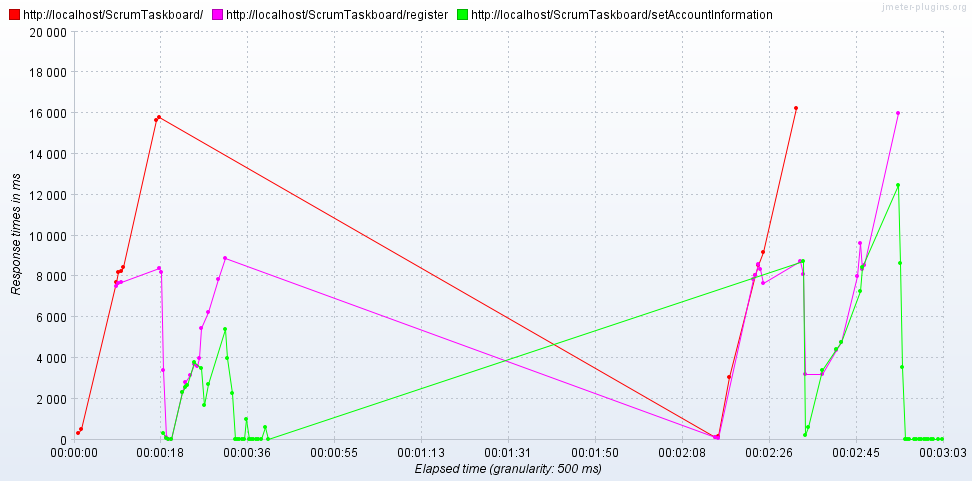 http://localhost/ScrumTaskboard/ http://localhost/ScrumTaskboard/register http://localhost/ScrumTaskboard/setAccountInformation
jmeter-plugins.org
20 000
18 000
16 000
14 000
12 000
10 000
8 000
6 000
4 000
2 000
0
Response times in ms
00:00:00 00:00:18 00:00:36 00:00:55 00:01:13 00:01:31 00:01:50 00:02:08 00:02:26 00:02:45 00:03:03
Elapsed time (granularity: 500 ms)